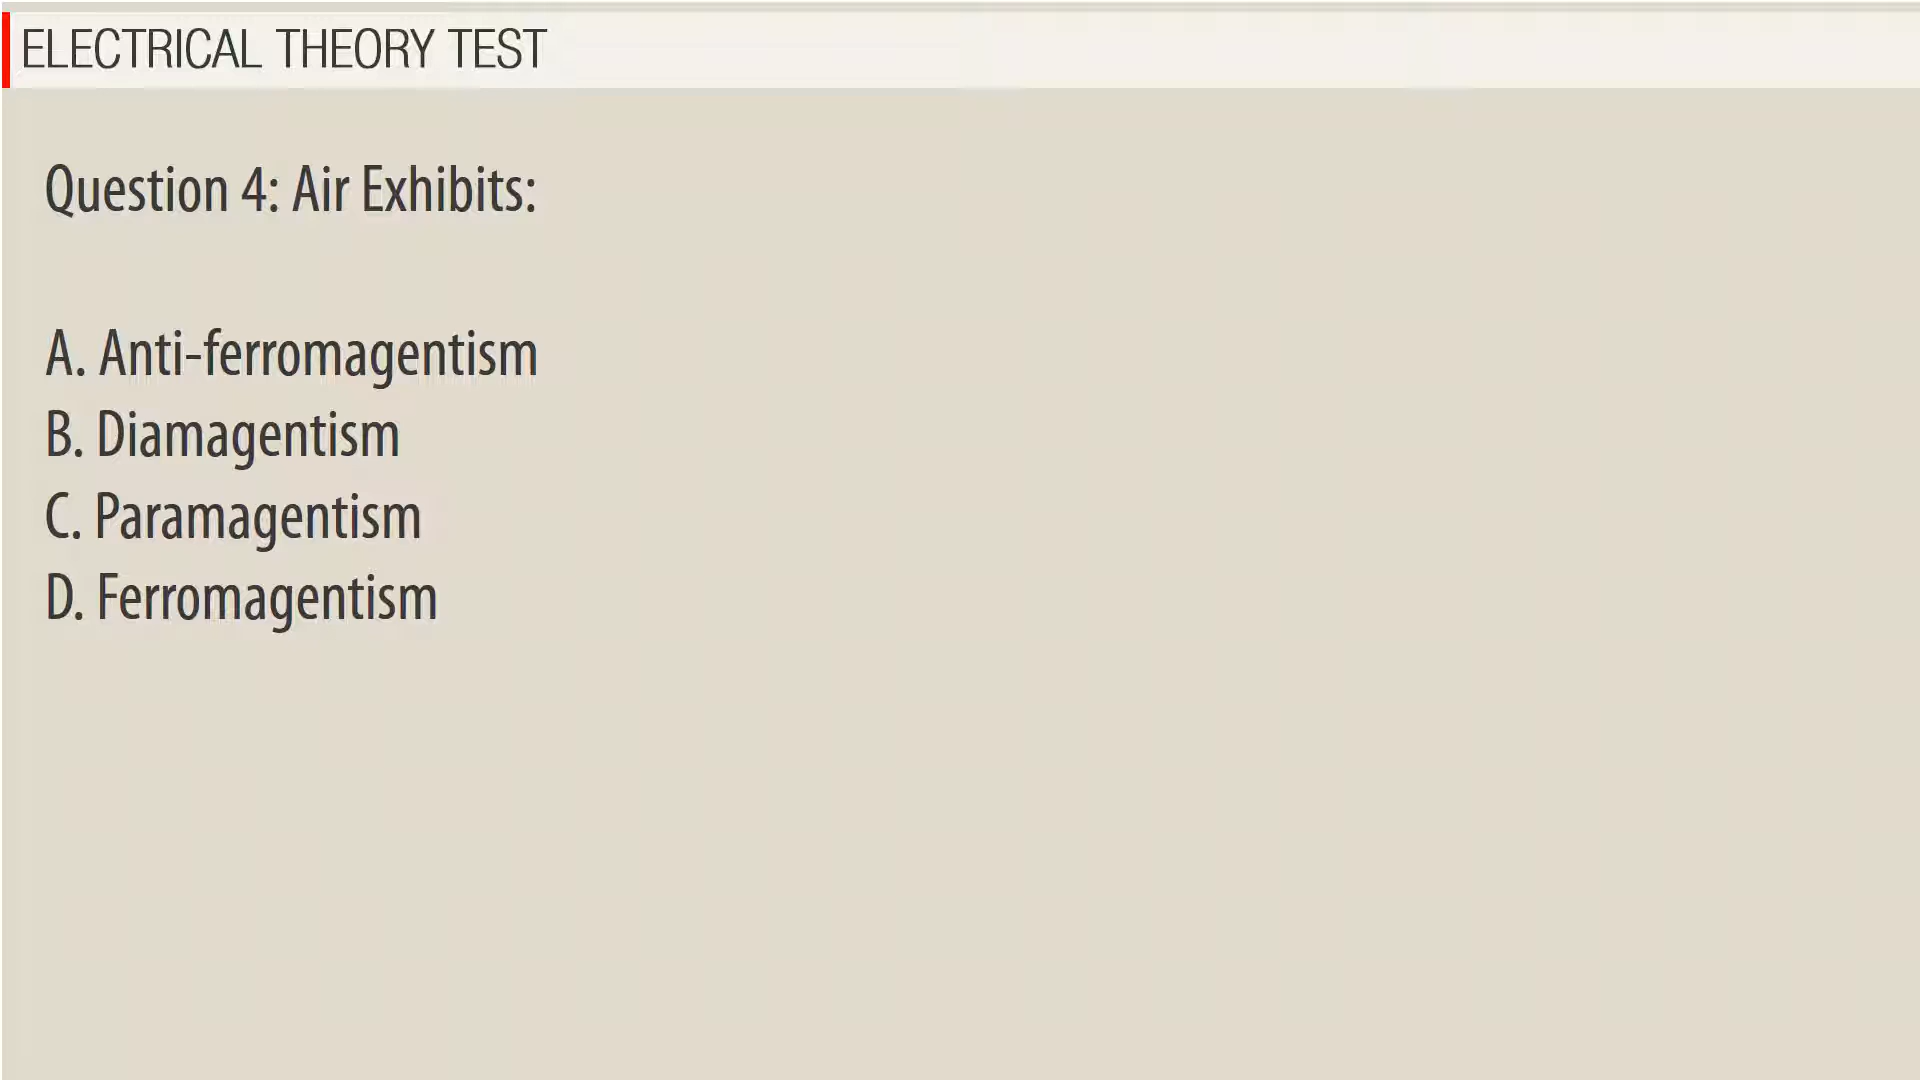 ELECTRICAL THEORY TEST
Question 4: Air Exhibits:
A. Anti-ferromagentism
B. Diamagentism
C. Paramagentism
D. Ferromagentism